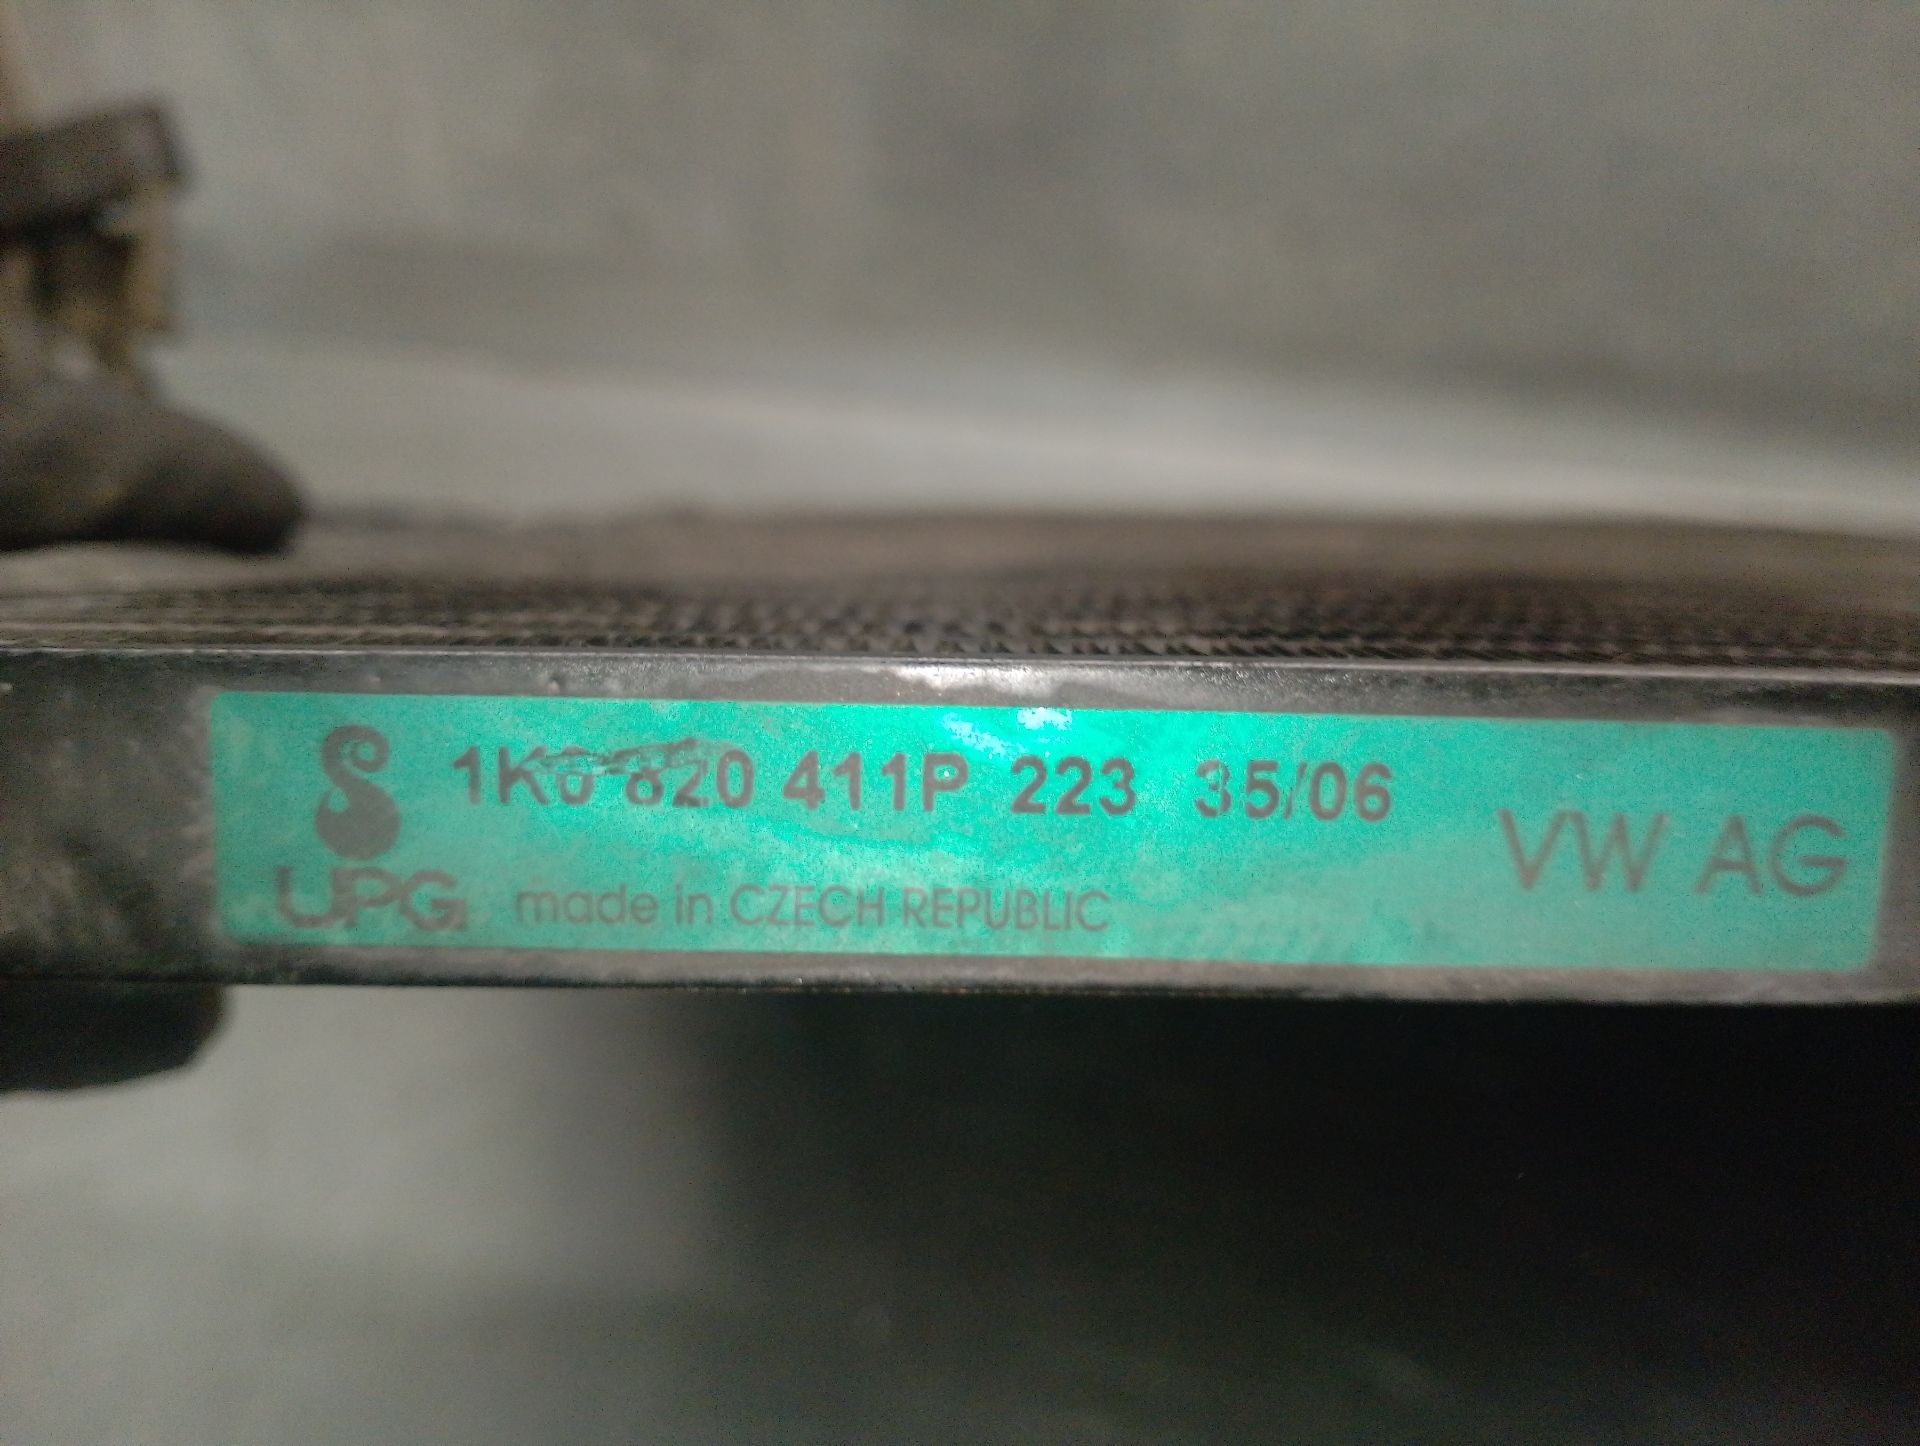 1K0 820 411P 223 35/06
VW AG
UPG
made in CZECH REPUBLIC